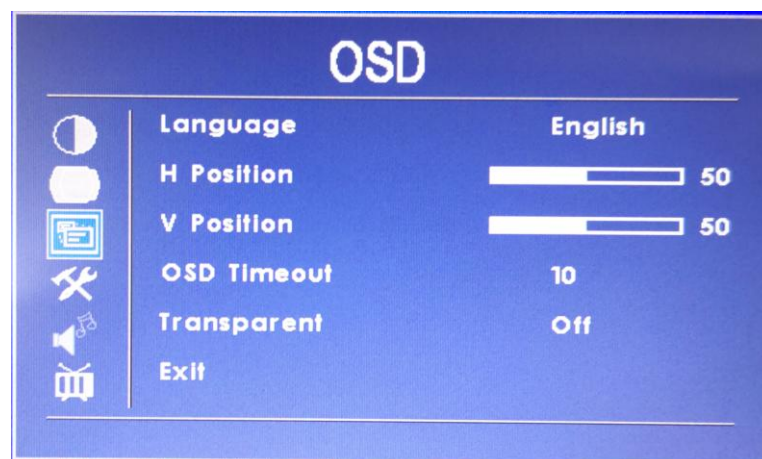 OSD
Language English
H Position 50
V Position 50
OSD Timeout 10
Transparent Off
Exit